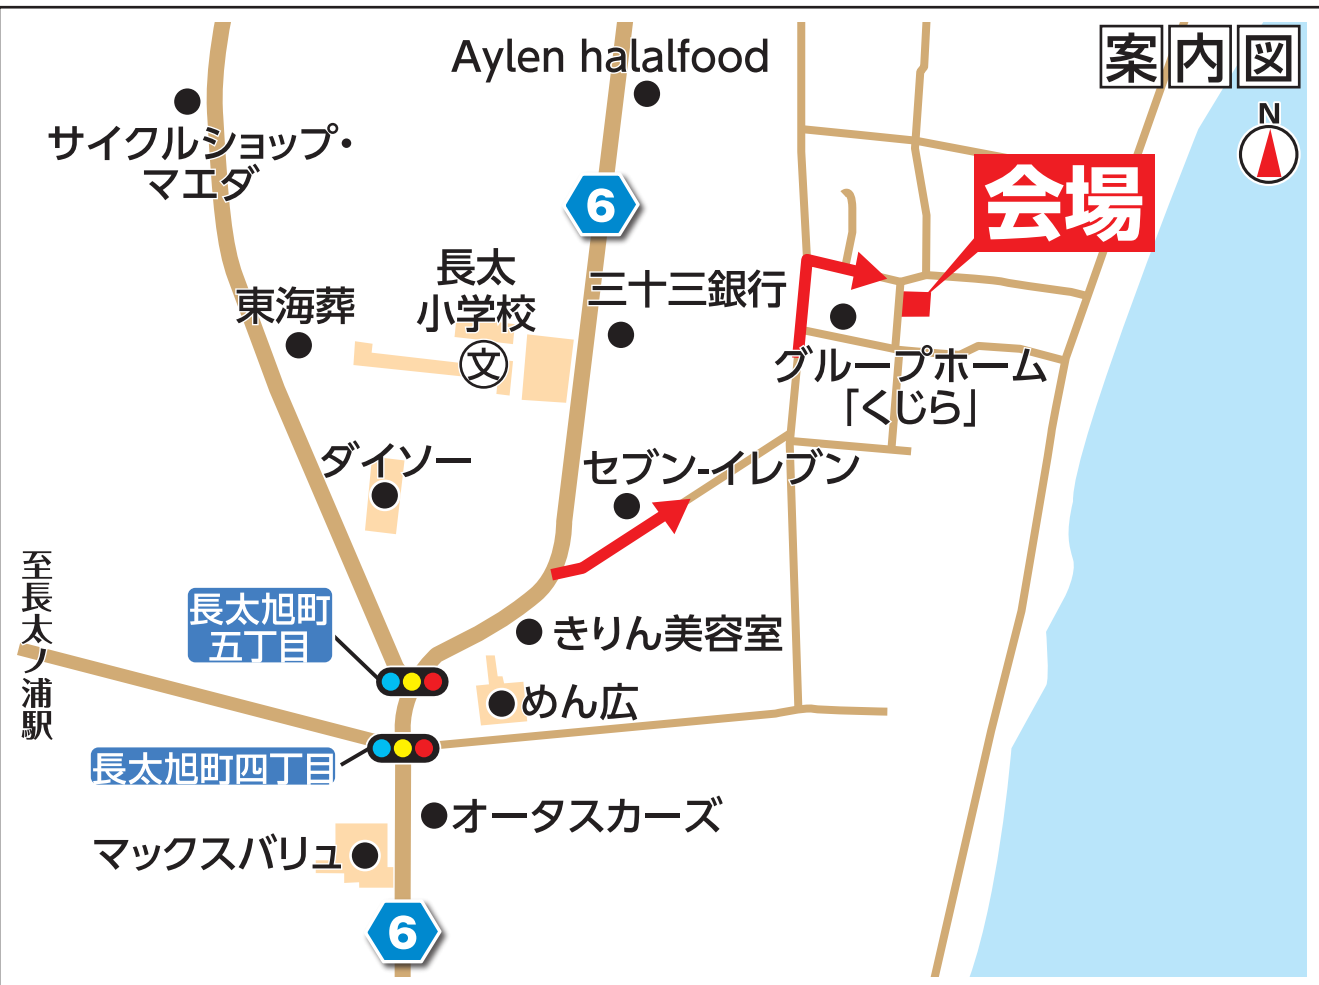 案内図
N
Aylen halalfood
サイクルショップ・
マエダ
6
会場
長太
小学校
文
三十三銀行
東海葬
グループホーム
「くじら」
ダイソー
セブン-イレブン
至長太ノ浦駅
長太旭町
五丁目
きりん美容室
めん広
長太旭町四丁目
オータスカーズ
マックスバリュ
6